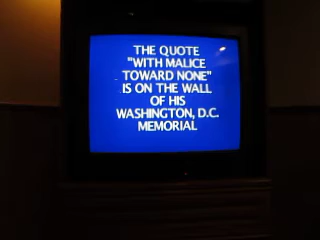 THE QUOTE
"WITH MALICE
TOWARD NONE"
IS ON THE WALL
OF HIS
WASHINGTON, D.C.
MEMORIAL